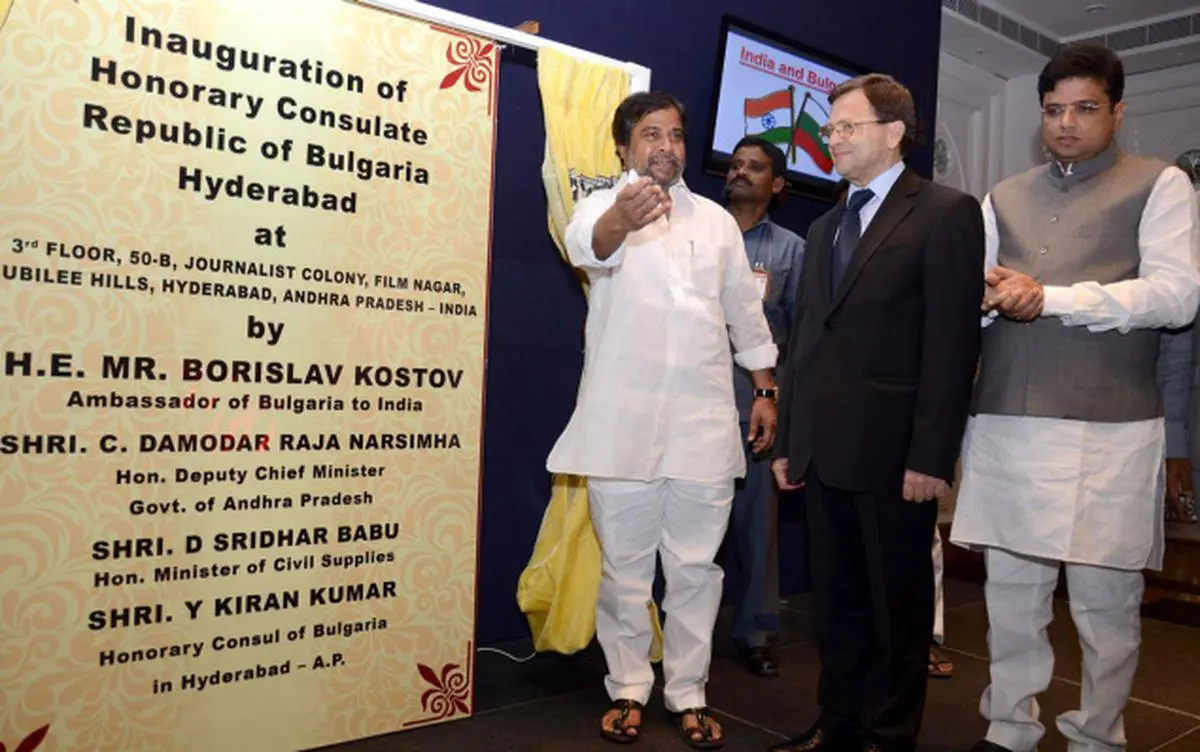 Inauguration of
Honorary Consulate
Republic of Bulgaria
Hyderabad
at
3rd FLOOR, 50-B, JOURNALIST COLONY, FILM NAGAR,
UBILEE HILLS, HYDERABAD, ANDHRA PRADESH – INDIA
by
H.E. MR. BORISLAV KOSTOV
Ambassador of Bulgaria to India
SHRI. C. DAMODAR RAJA NARSIMHA
Hon. Deputy Chief Minister
Govt. of Andhra Pradesh
SHRI. D SRIDHAR BABU
Hon. Minister of Civil Supplies
SHRI. Y KIRAN KUMAR
Honorary Consul of Bulgaria
in Hyderabad – A.P.
India and Bulg